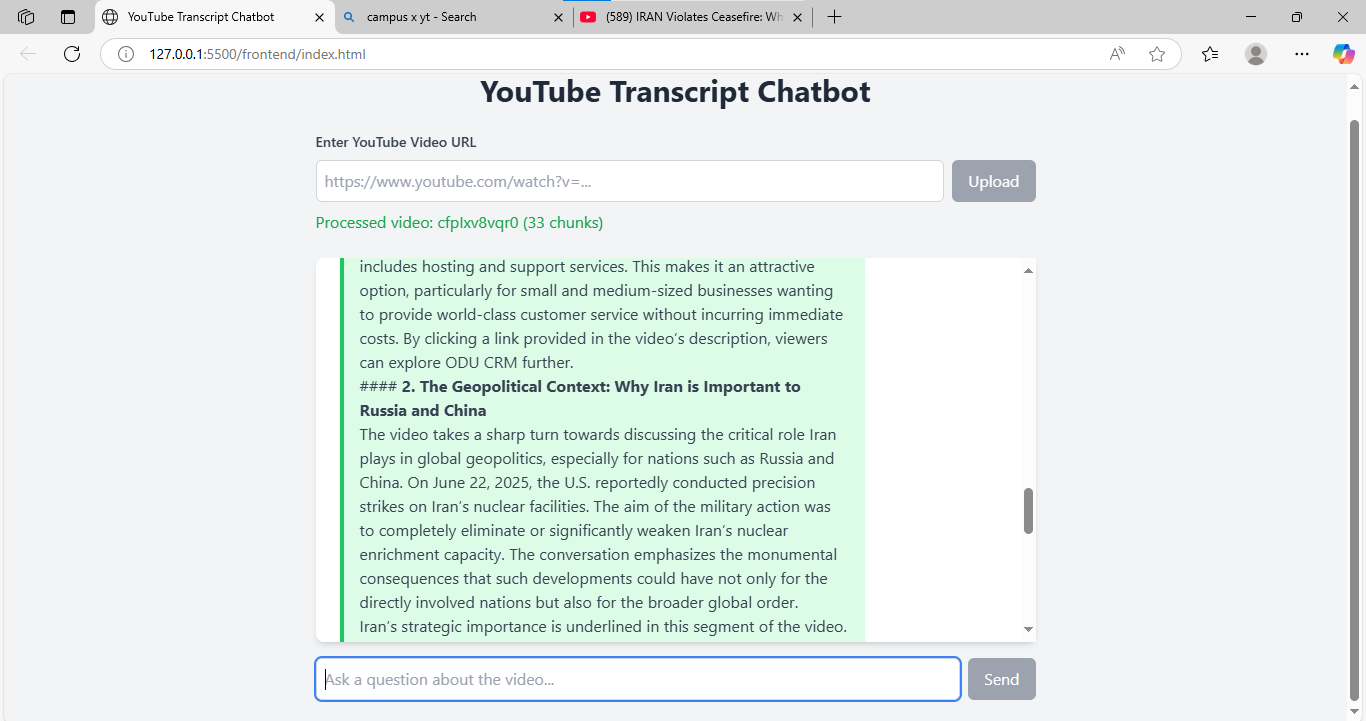 YouTube Transcript Chatbot
campus x yt - Search
(589) IRAN Violates Ceasefire: Wh
127.0.0.1:5500/frontend/index.html
YouTube Transcript Chatbot
Enter YouTube Video URL
https://www.youtube.com/watch?v=...
Upload
Processed video: cfpIxv8vqr0 (33 chunks)
includes hosting and support services. This makes it an attractive
option, particularly for small and medium-sized businesses wanting
to provide world-class customer service without incurring immediate
costs. By clicking a link provided in the video's description, viewers
can explore ODU CRM further.
#### 2. The Geopolitical Context: Why Iran is Important to
Russia and China
The video takes a sharp turn towards discussing the critical role Iran
plays in global geopolitics, especially for nations such as Russia and
China. On June 22, 2025, the U.S. reportedly conducted precision
strikes on Iran's nuclear facilities. The aim of the military action was
to completely eliminate or significantly weaken Iran's nuclear
enrichment capacity. The conversation emphasizes the monumental
consequences that such developments could have not only for the
directly involved nations but also for the broader global order.
Iran's strategic importance is underlined in this segment of the video.
Ask a question about the video...
Send